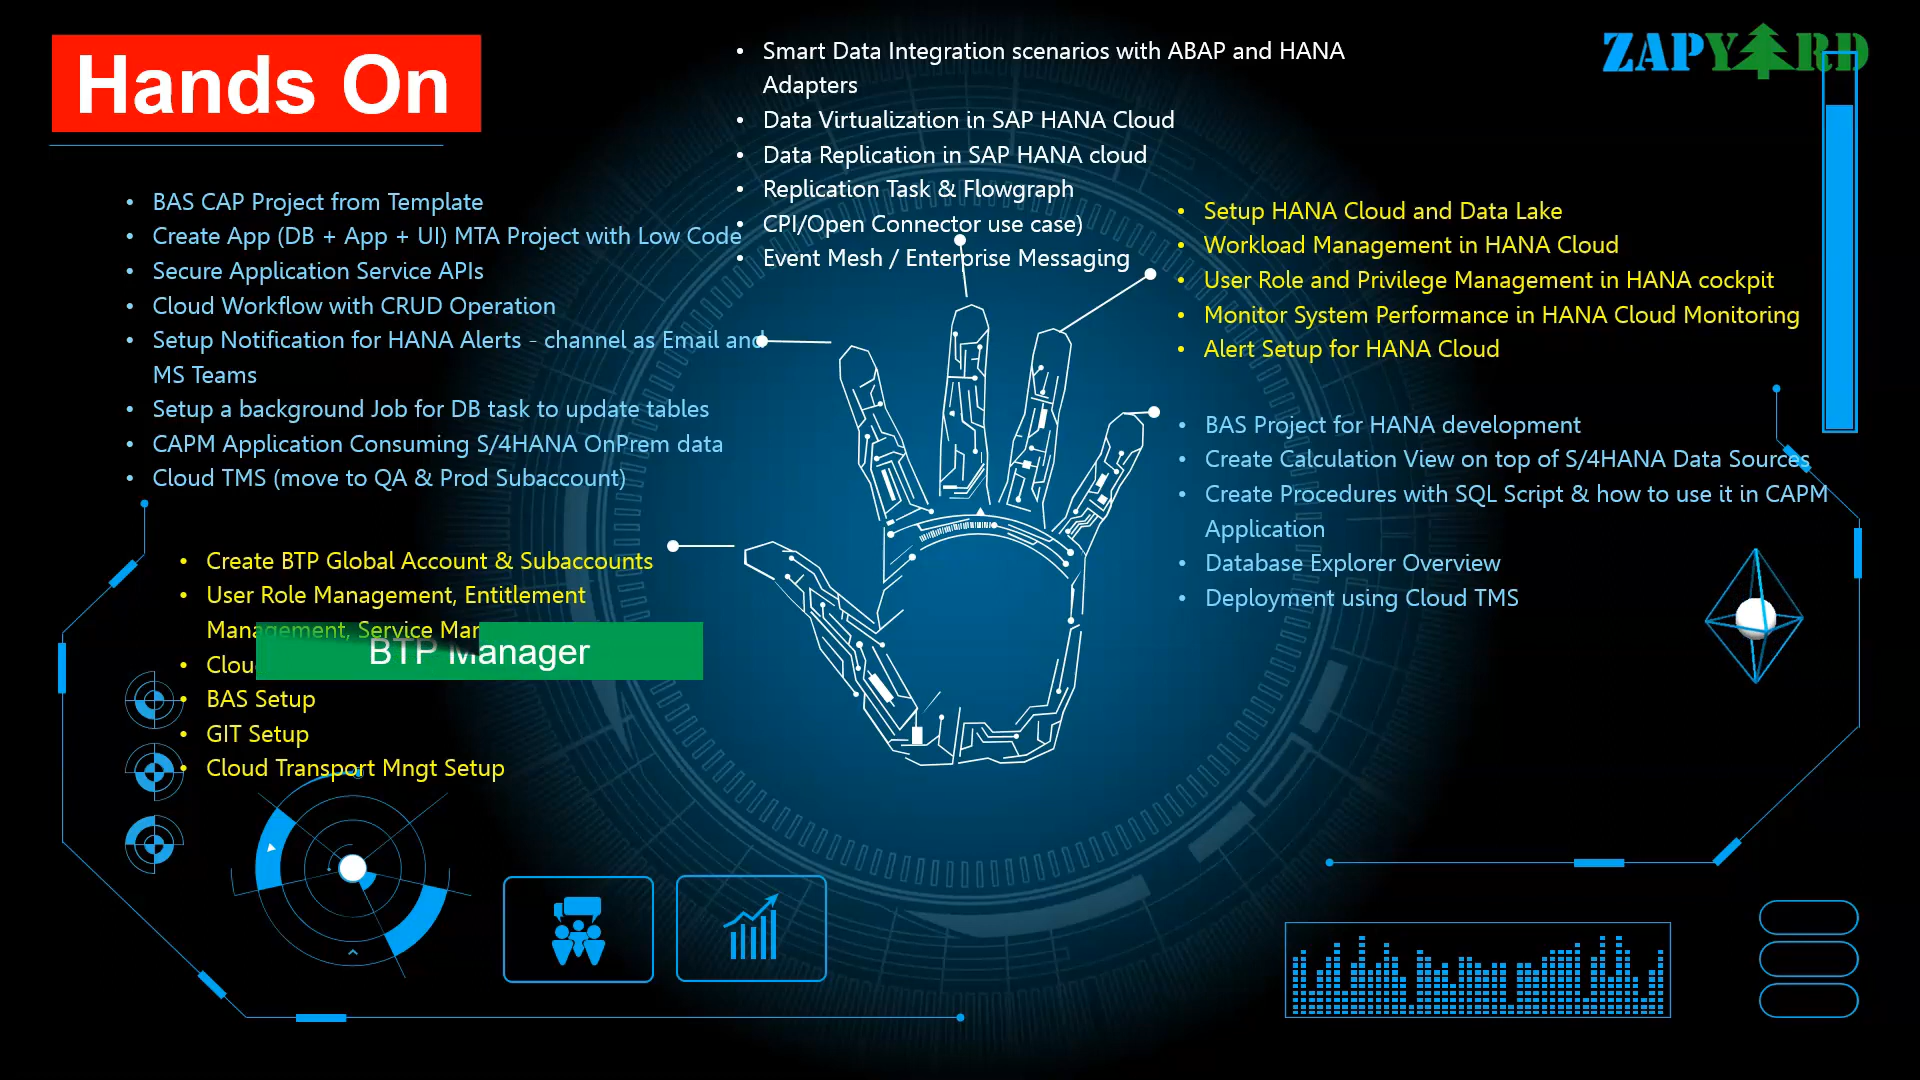 Hands On
ZAPYARD
• Smart Data Integration scenarios with ABAP and HANA
Adapters
• Data Virtualization in SAP HANA Cloud
• Data Replication in SAP HANA cloud
• Replication Task & Flowgraph
• CPI/Open Connector use case)
• Event Mesh / Enterprise Messaging
• BAS CAP Project from Template
• Create App (DB + App + UI) MTA Project with Low Code
• Secure Application Service APIs
• Cloud Workflow with CRUD Operation
• Setup Notification for HANA Alerts - channel as Email and
MS Teams
• Setup a background Job for DB task to update tables
• CAPM Application Consuming S/4HANA OnPrem data
• Cloud TMS (move to QA & Prod Subaccount)
• Setup HANA Cloud and Data Lake
• Workload Management in HANA Cloud
• User Role and Privilege Management in HANA cockpit
• Monitor System Performance in HANA Cloud Monitoring
• Alert Setup for HANA Cloud
• BAS Project for HANA development
• Create Calculation View on top of S/4HANA Data Sources
• Create Procedures with SQL Script & how to use it in CAPM
Application
• Database Explorer Overview
• Deployment using Cloud TMS
• Create BTP Global Account & Subaccounts
• User Role Management, Entitlement
Management, Service
BTP Manager
• BAS Setup
• GIT Setup
• Cloud Transport Mngt Setup